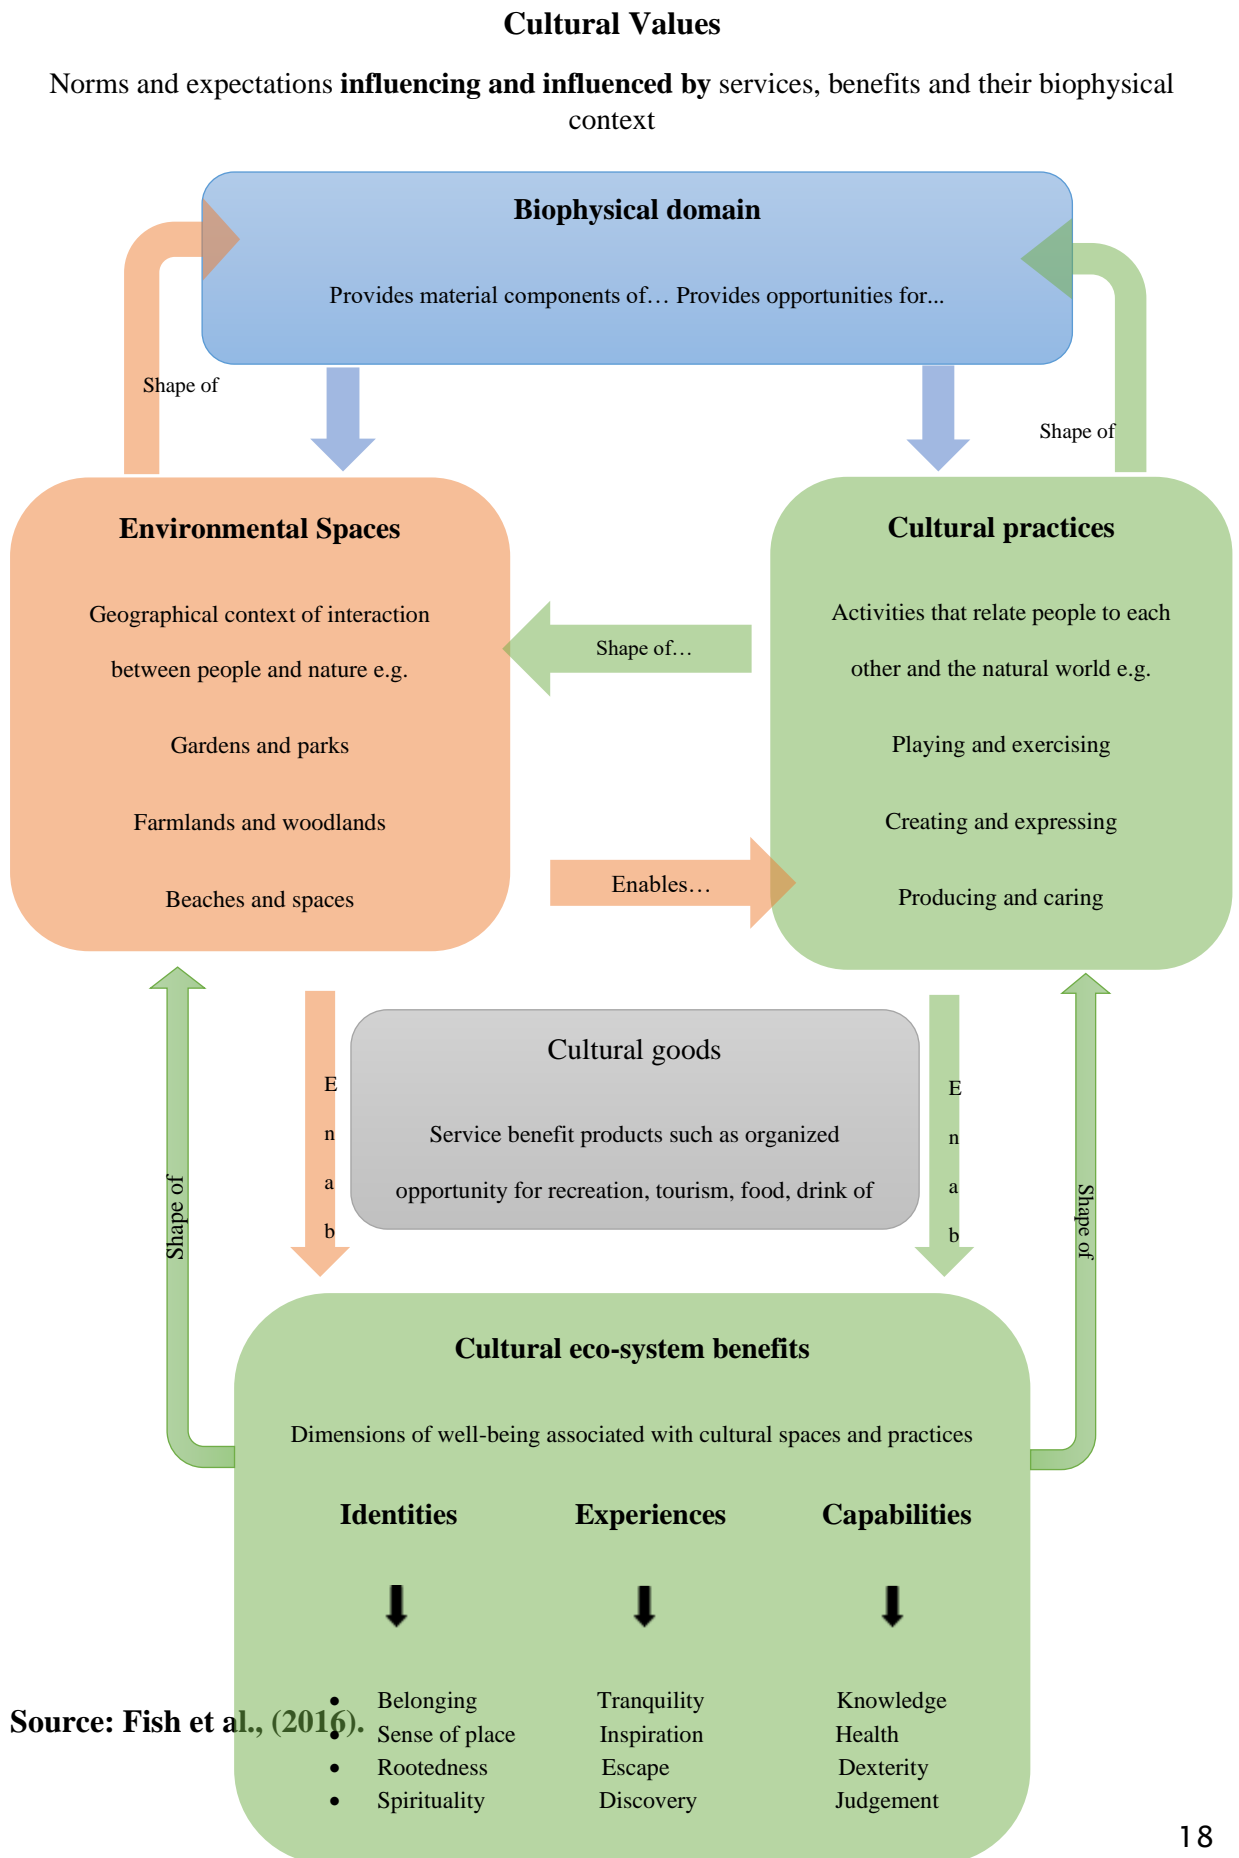 Cultural Values
Norms and expectations influencing and influenced by services, benefits and their biophysical
context
Biophysical domain
Provides material components of… Provides opportunities for...
Shape of
Shape of
Environmental Spaces
Geographical context of interaction
between people and nature e.g.
Gardens and parks
Farmlands and woodlands
Beaches and spaces
Cultural practices
Activities that relate people to each
other and the natural world e.g.
Playing and exercising
Creating and expressing
Producing and caring
Shape of…
Enables…
Shape of
E
n
a
b
Cultural goods
Service benefit products such as organized
opportunity for recreation, tourism, food, drink of
E
n
a
b
Shape of
Cultural eco-system benefits
Dimensions of well-being associated with cultural spaces and practices
Identities Experiences Capabilities
• Belonging Tranquility Knowledge
• Sense of place Inspiration Health
• Rootedness Escape Dexterity
• Spirituality Discovery Judgement
Source: Fish et al., (2016).
18